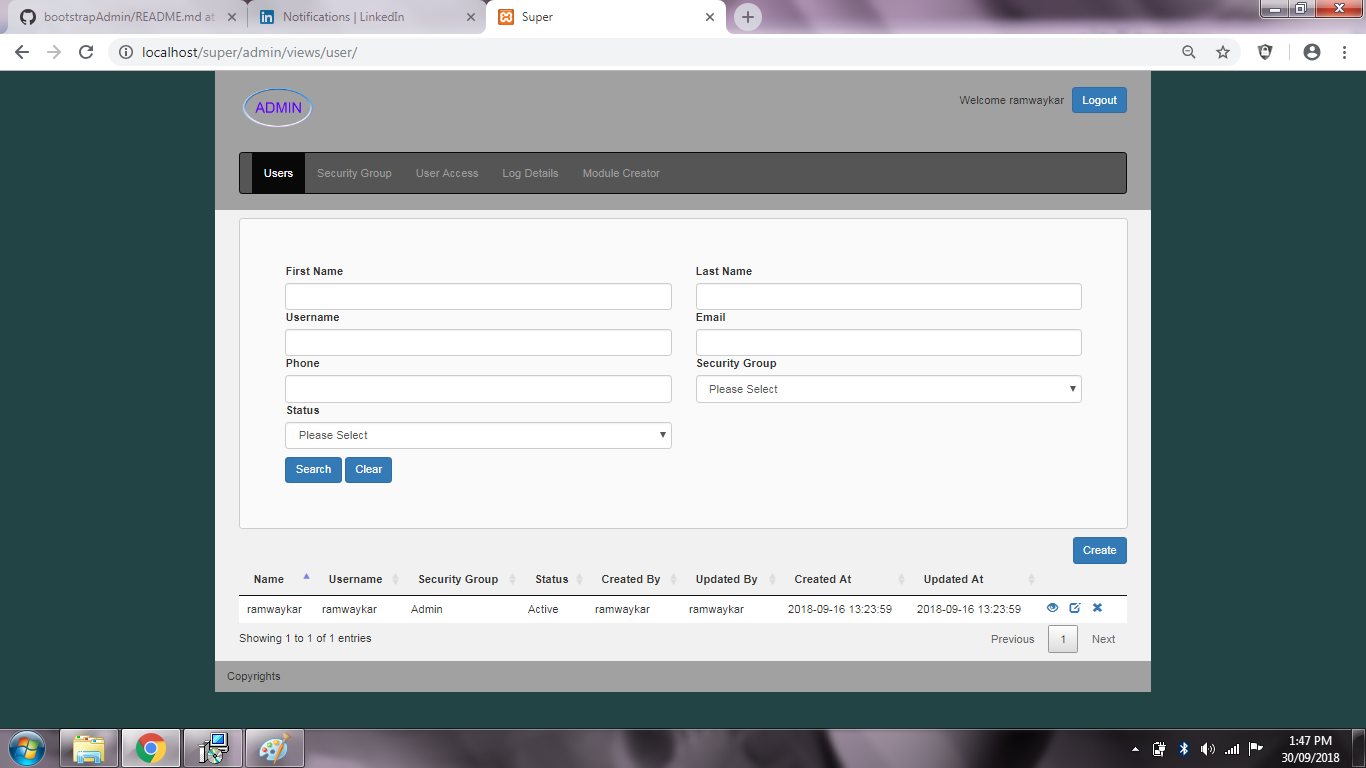 bootstrapAdmin/README.md at
Notifications | LinkedIn
Super
localhost/super/admin/views/user/
ADMIN
Welcome ramwaykar
Logout
Users
Security Group
User Access
Log Details
Module Creator
First Name
Last Name
Username
Email
Phone
Security Group
Please Select
Status
Please Select
Search
Clear
Create
Name Username Security Group Status Created By Updated By Created At Updated At
ramwaykar ramwaykar Admin Active ramwaykar ramwaykar 2018-09-16 13:23:59 2018-09-16 13:23:59
Showing 1 to 1 of 1 entries
Previous 1 Next
Copyrights
1:47 PM
30/09/2018